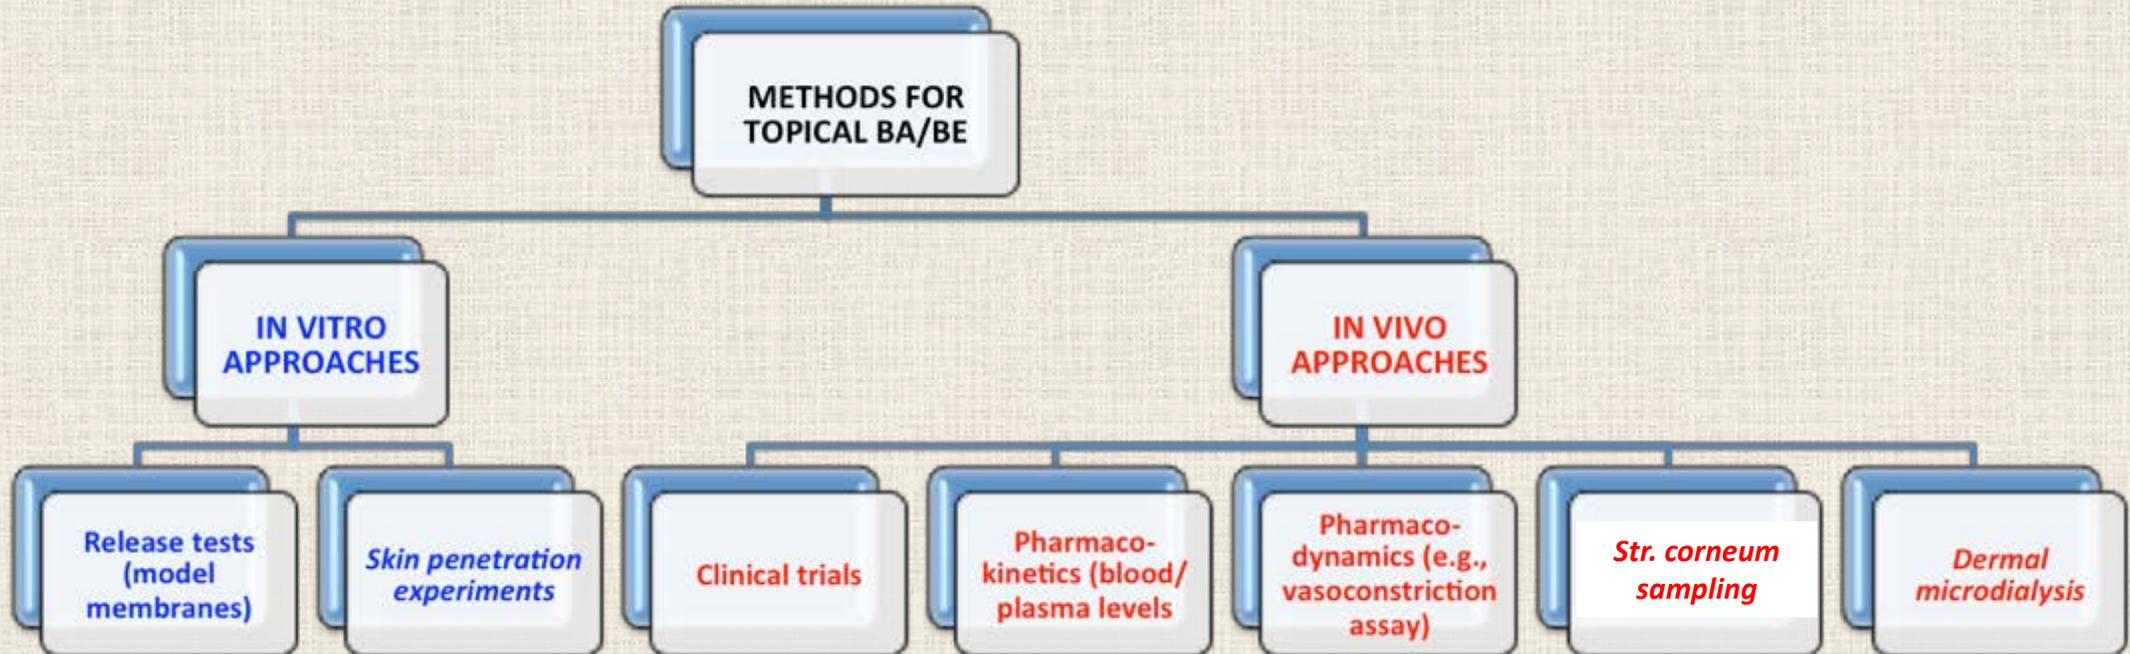 METHODS FOR
TOPICAL BA/BE
IN VITRO
APPROACHES
IN VIVO
APPROACHES
Release tests
(model
membranes)
Skin penetration
experiments
Clinical trials
Pharmaco-
kinetics (blood/
plasma levels
Pharmaco-
dynamics (e.g.,
vasoconstriction
assay)
Str. corneum
sampling
Dermal
microdialysis